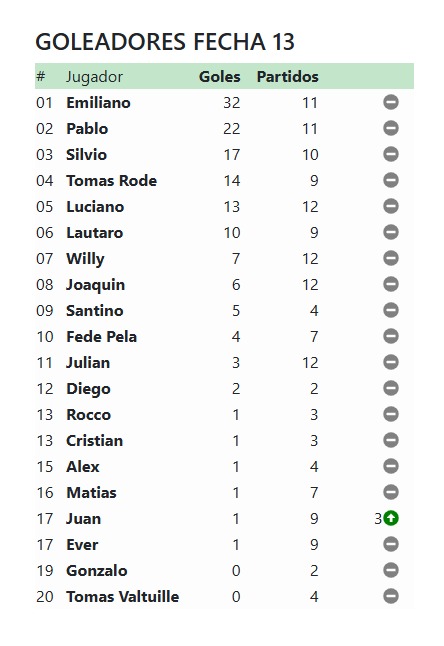 GOLEADORES FECHA 13
# Jugador Goles Partidos
01 Emiliano 32 11
02 Pablo 22 11
03 Silvio 17 10
04 Tomas Rode 14 9
05 Luciano 13 12
06 Lautaro 10 9
07 Willy 7 12
08 Joaquin 6 12
09 Santino 5 4
10 Fede Pela 4 7
11 Julian 3 12
12 Diego 2 2
13 Rocco 1 3
13 Cristian 1 3
15 Alex 1 4
16 Matias 1 7
17 Juan 1 9 3
17 Ever 1 9
19 Gonzalo 0 2
20 Tomas Valtuille 0 4